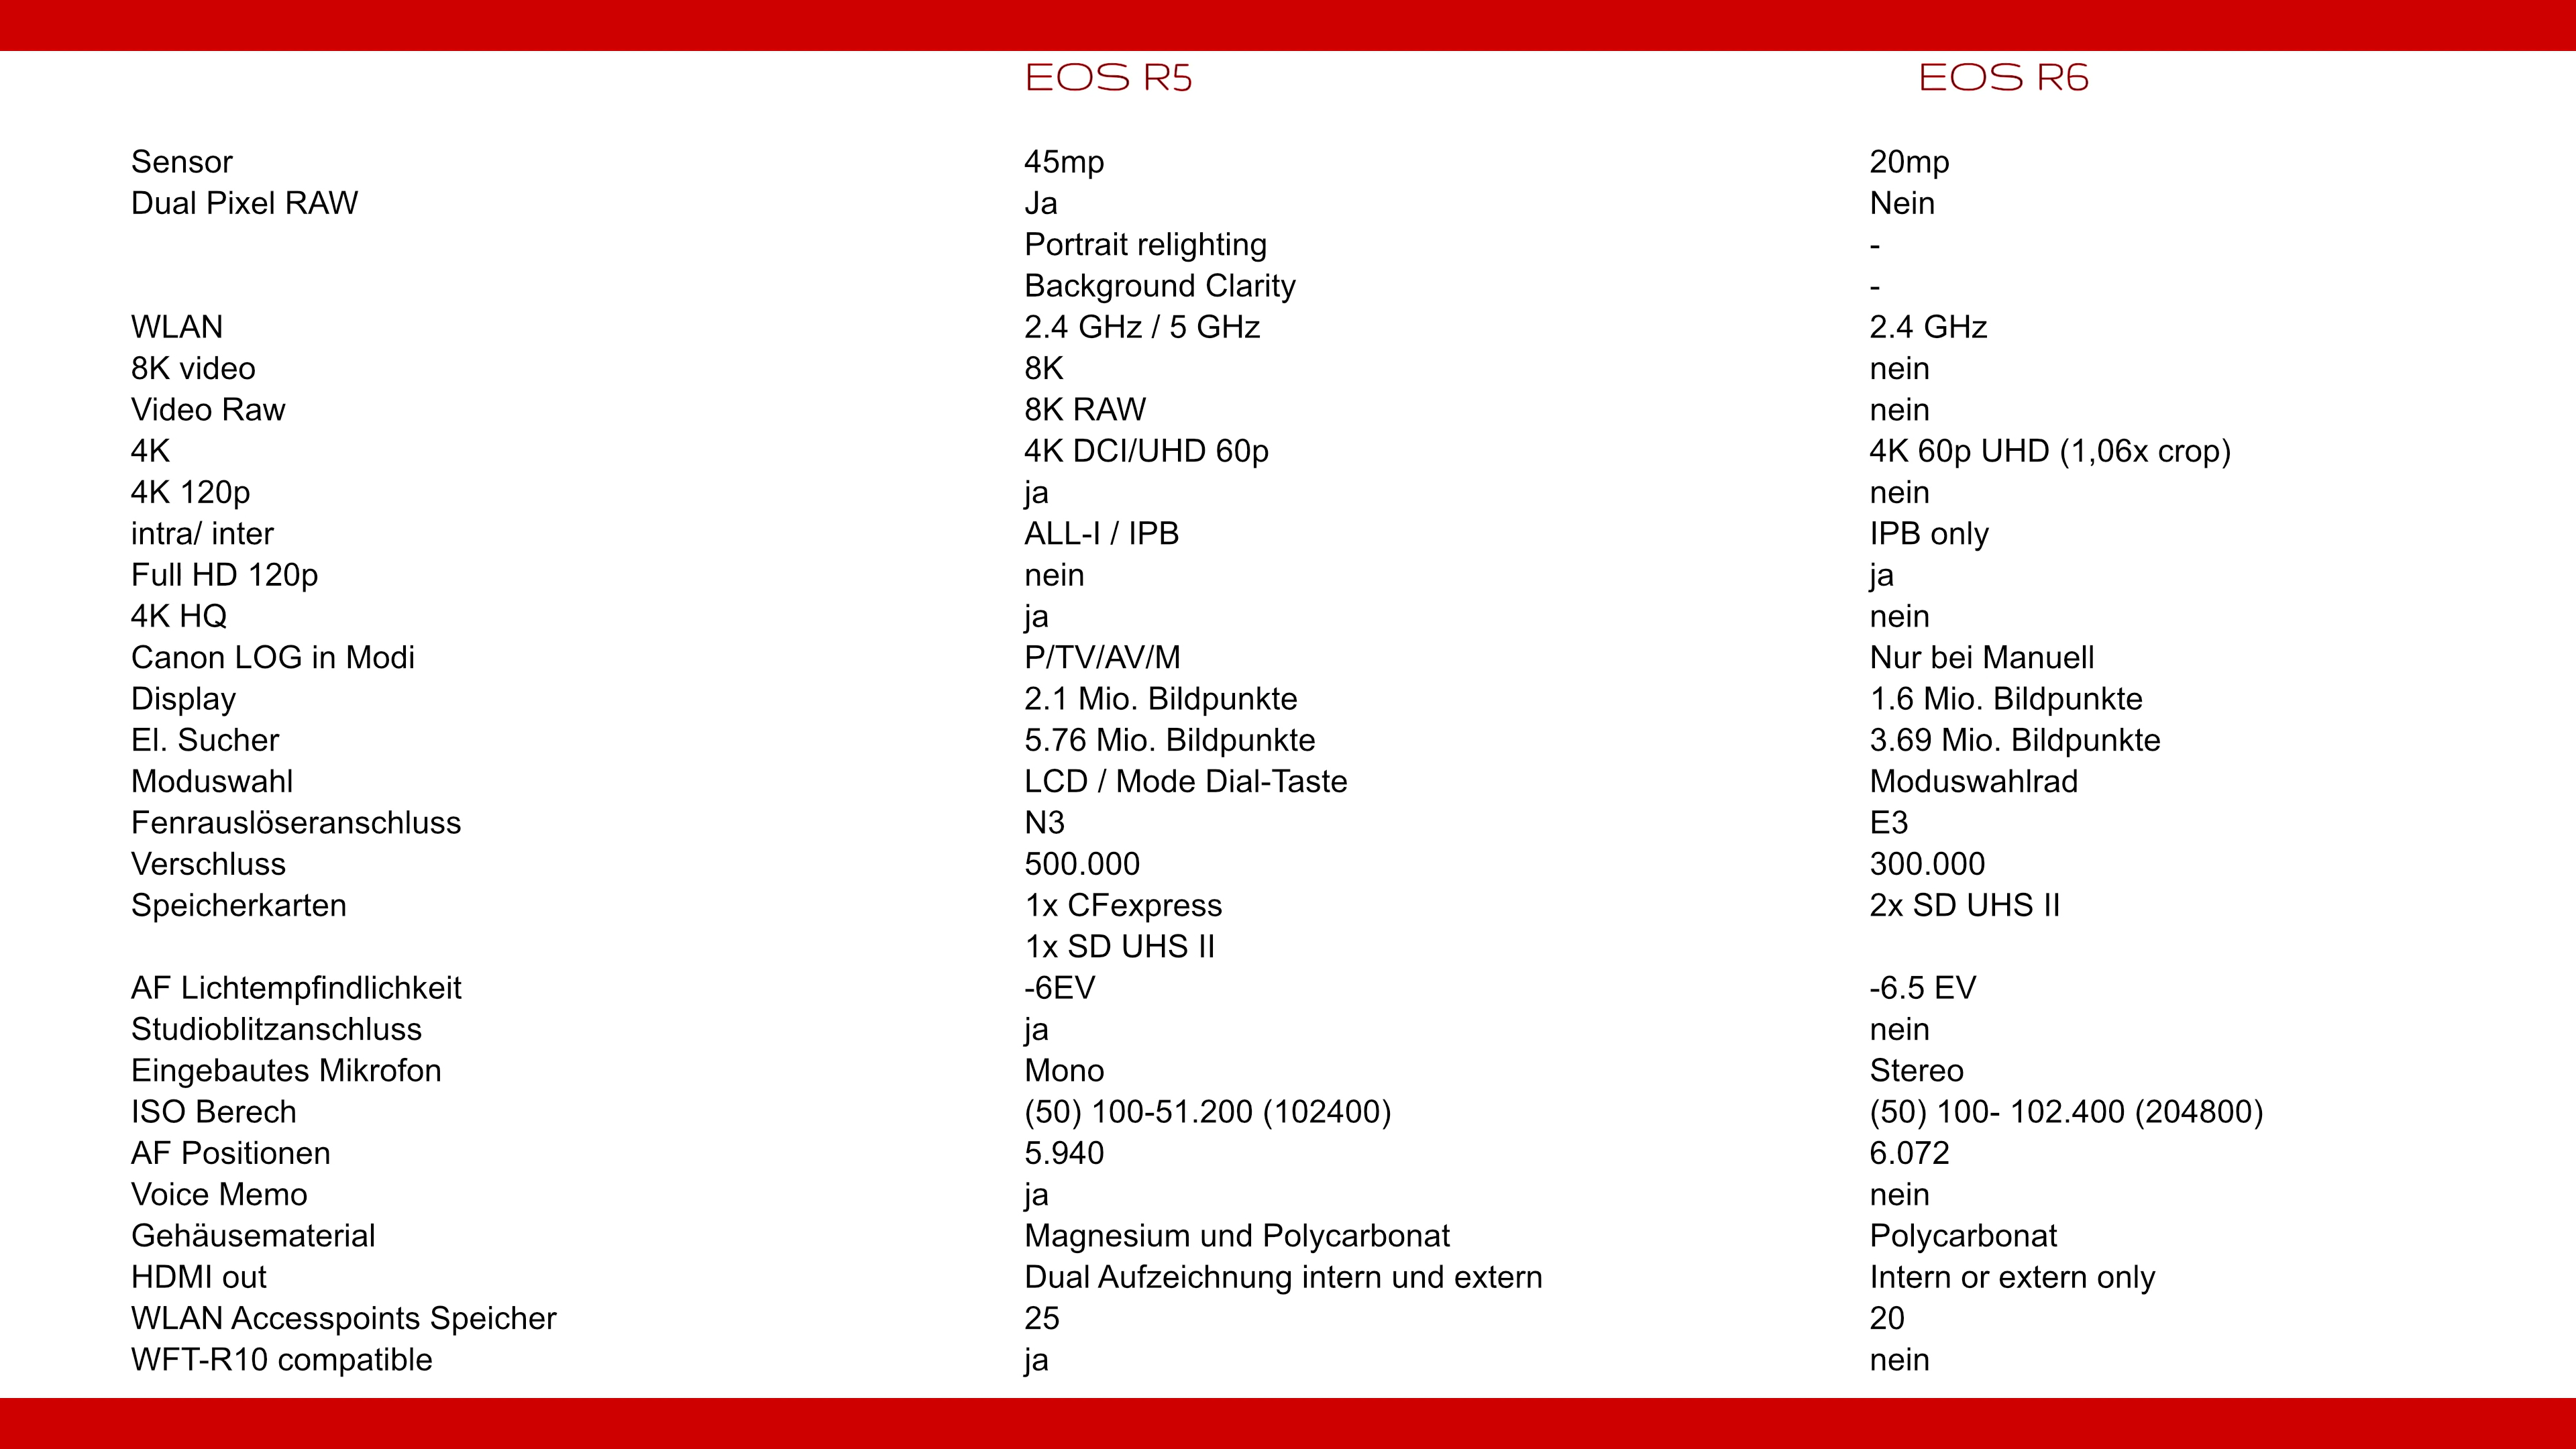 EOS R5 EOS R6
Sensor 45mp 20mp
Dual Pixel RAW Ja Nein
Portrait relighting -
Background Clarity -
WLAN 2.4 GHz / 5 GHz 2.4 GHz
8K video 8K nein
Video Raw 8K RAW nein
4K 4K DCI/UHD 60p 4K 60p UHD (1,06x crop)
4K 120p ja nein
intra/ inter ALL-I / IPB IPB only
Full HD 120p nein ja
4K HQ ja nein
Canon LOG in Modi P/TV/AV/M Nur bei Manuell
Display 2.1 Mio. Bildpunkte 1.6 Mio. Bildpunkte
El. Sucher 5.76 Mio. Bildpunkte 3.69 Mio. Bildpunkte
Moduswahl LCD / Mode Dial-Taste Moduswahlrad
Fenrauslöseranschluss N3 E3
Verschluss 500.000 300.000
Speicherkarten 1x CFexpress 2x SD UHS II
1x SD UHS II
AF Lichtempfindlichkeit -6EV -6.5 EV
Studioblitzanschluss ja nein
Eingebautes Mikrofon Mono Stereo
ISO Berech (50) 100-51.200 (102400) (50) 100- 102.400 (204800)
AF Positionen 5.940 6.072
Voice Memo ja nein
Gehäusematerial Magnesium und Polycarbonat Polycarbonat
HDMI out Dual Aufzeichnung intern und extern Intern or extern only
WLAN Accesspoints Speicher 25 20
WFT-R10 compatible ja nein